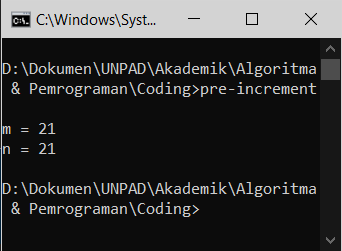 C:\Windows\Syst...
D:\Dokumen\UNPAD\Akademik\Algoritma
& Pemrograman\Coding>pre-increment
m = 21
n = 21
D:\Dokumen\UNPAD\Akademik\Algoritma
& Pemrograman\Coding>